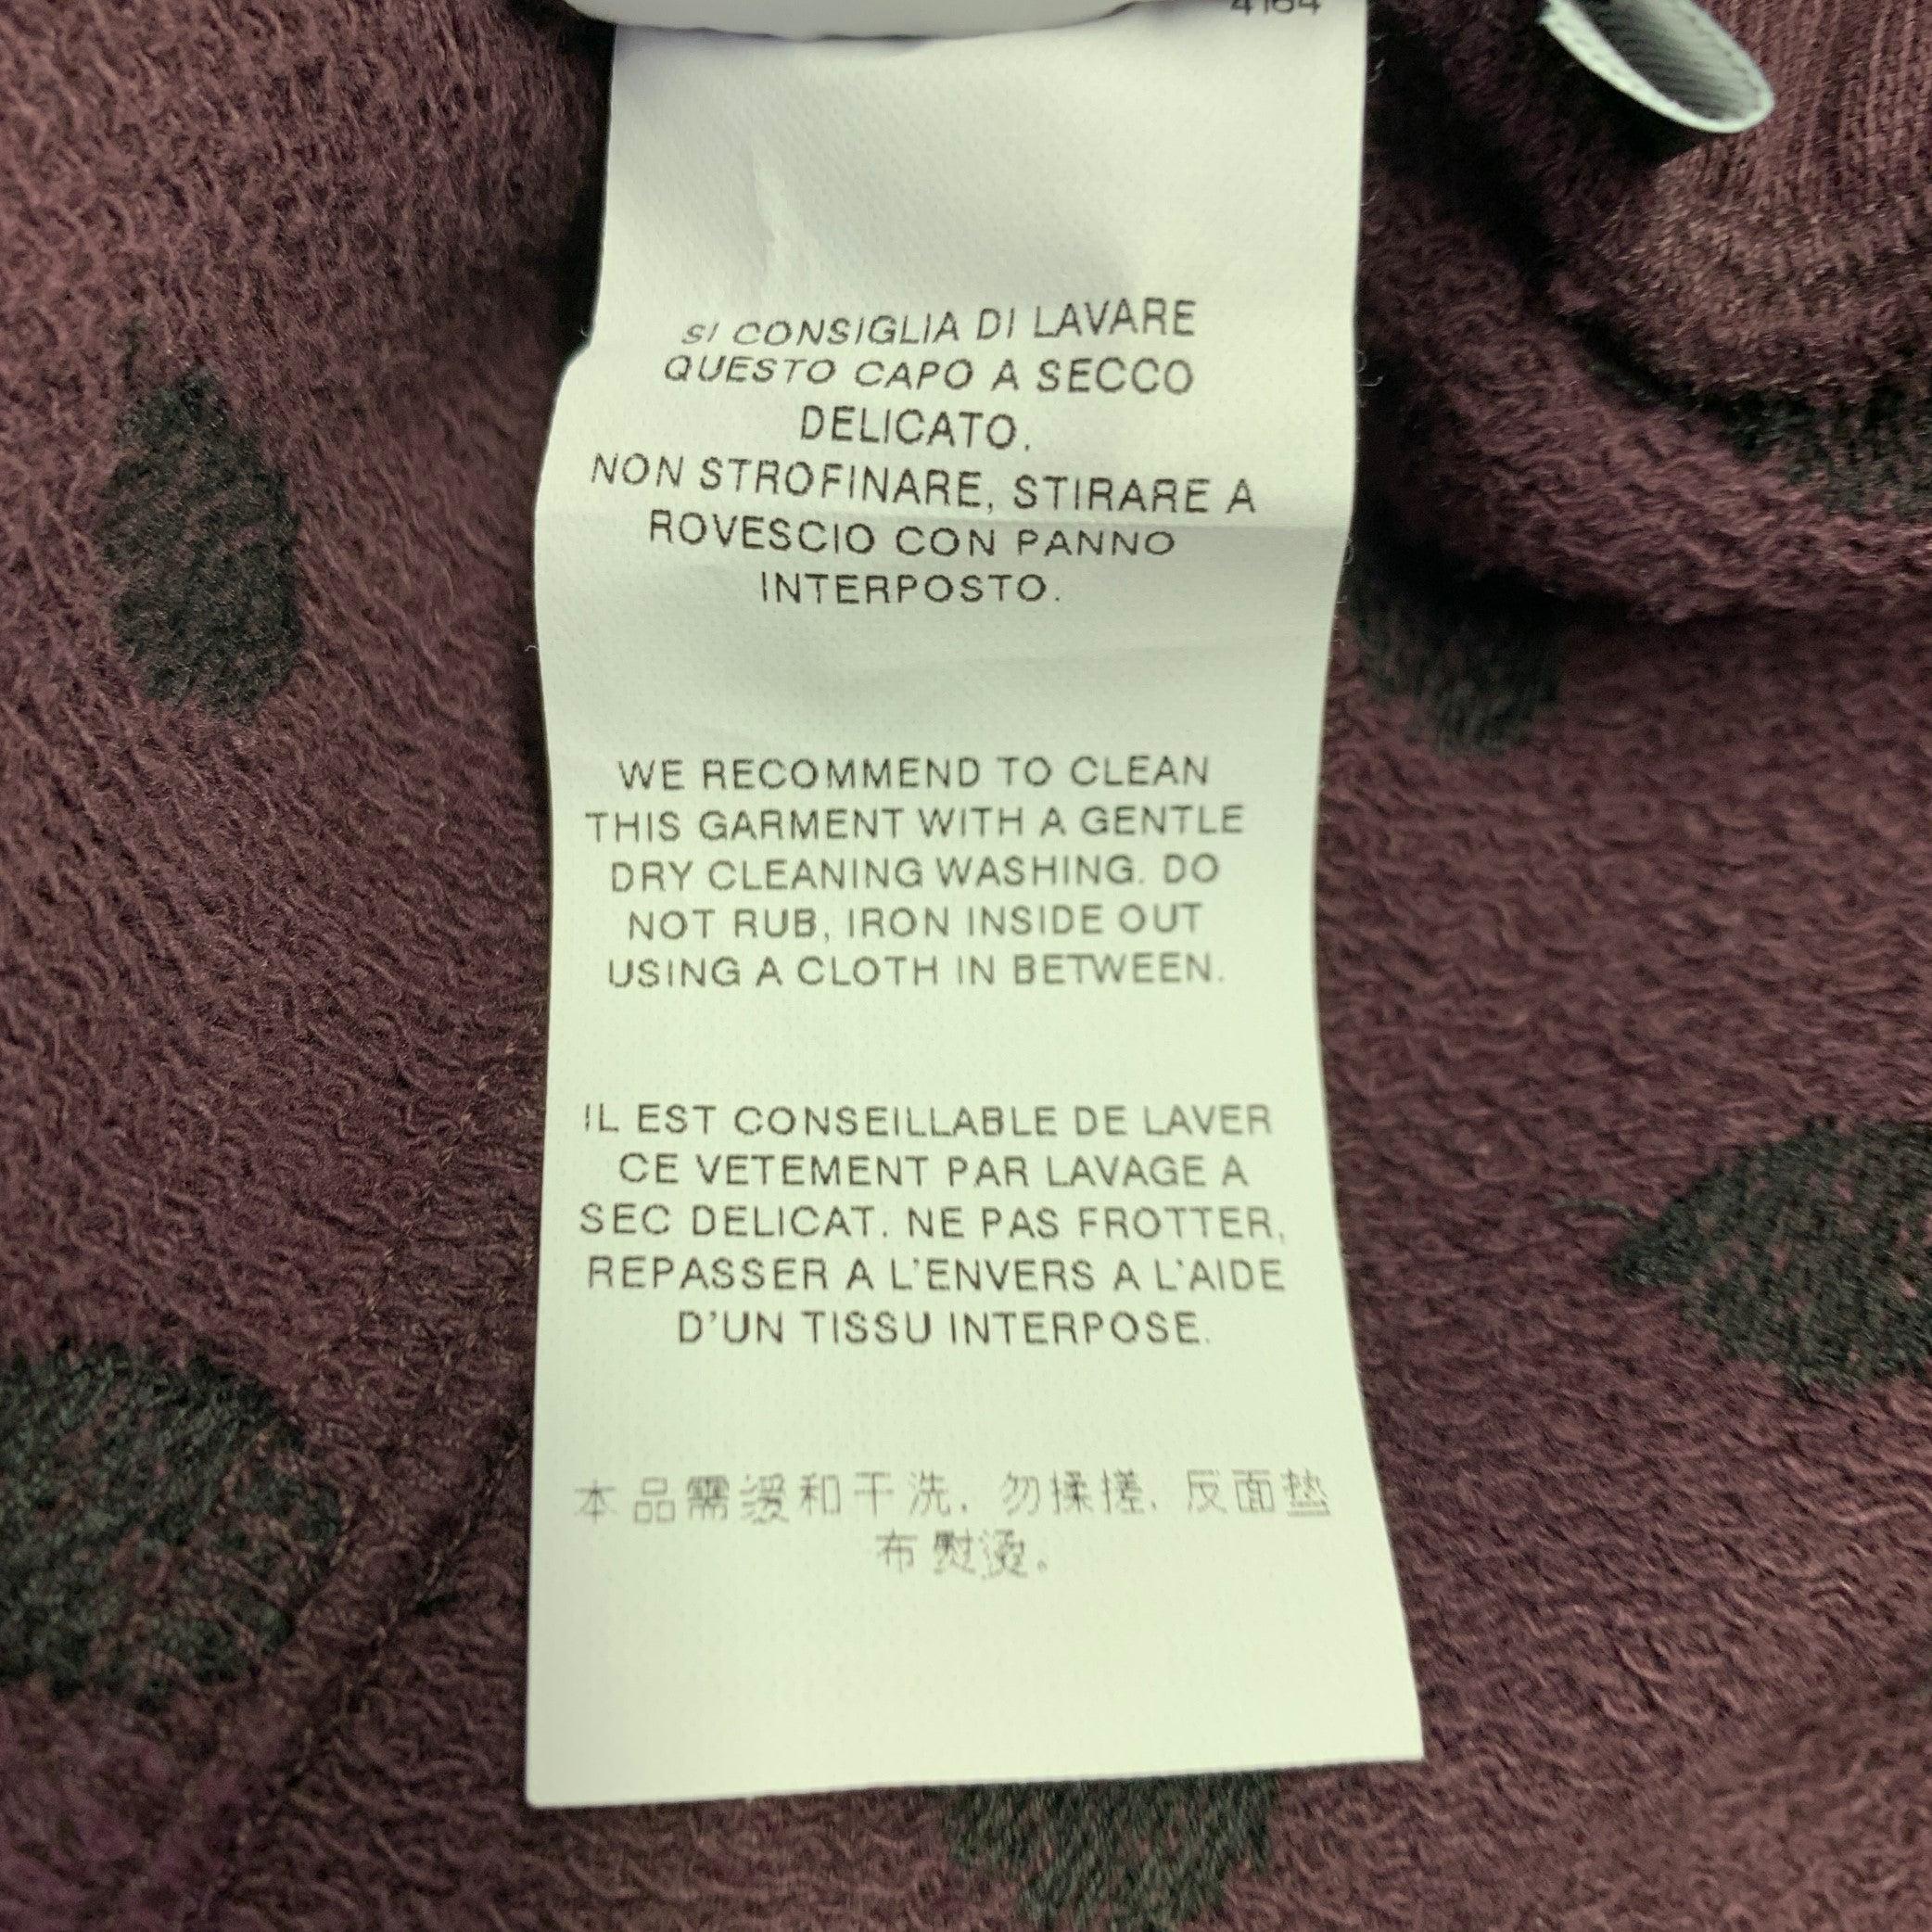 4164
SI CONSIGLIA DI LAVARE
QUESTO CAPO A SECCO
DELICATO.
NON STROFINARE, STIRARE A
ROVESCIO CON PANNO
INTERPOSTO.
WE RECOMMEND TO CLEAN
THIS GARMENT WITH A GENTLE
DRY CLEANING WASHING. DO
NOT RUB, IRON INSIDE OUT
USING A CLOTH IN BETWEEN.
IL EST CONSEILLABLE DE LAVER
CE VETEMENT PAR LAVAGE A
SEC DELICAT. NE PAS FROTTER,
REPASSER A L'ENVERS A L'AIDE
D'UN TISSU INTERPOSE.
本品需缓和干洗. 勿揉搓. 反面垫
布熨烫。